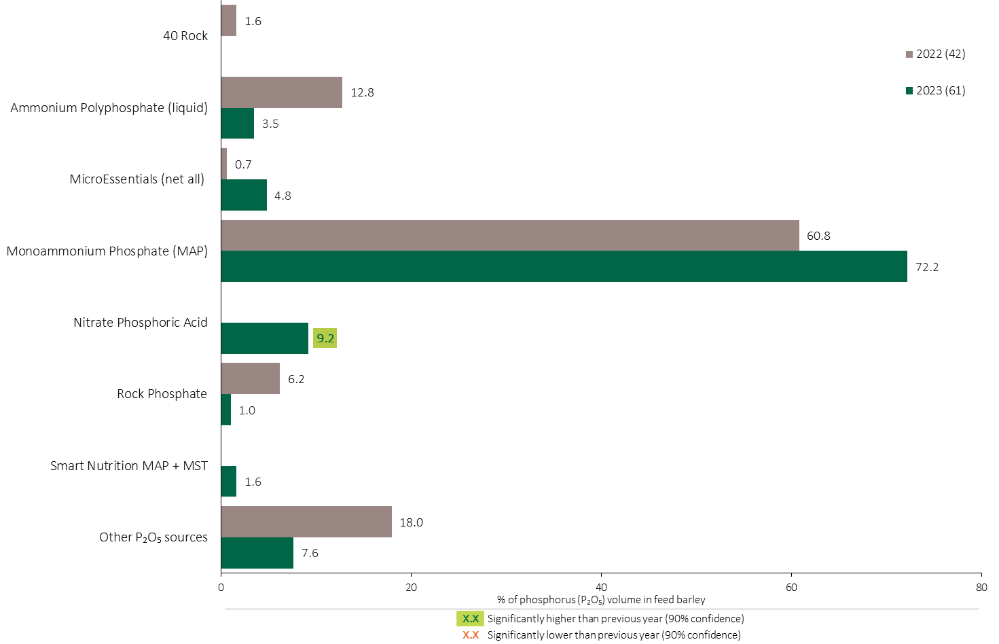 40 Rock
1.6
2022 (42)
2023 (61)
Ammonium Polyphosphate (liquid)
12.8
3.5
MicroEssentials (net all)
0.7
4.8
Monoammonium Phosphate (MAP)
60.8
72.2
Nitrate Phosphoric Acid
9.2
Rock Phosphate
6.2
1.0
Smart Nutrition MAP + MST
1.6
Other P₂O₅ sources
18.0
7.6
0 20 40 60 80
% of phosphorus (P₂O₅) volume in feed barley
X.X Significantly higher than previous year (90% confidence)
X.X Significantly lower than previous year (90% confidence)